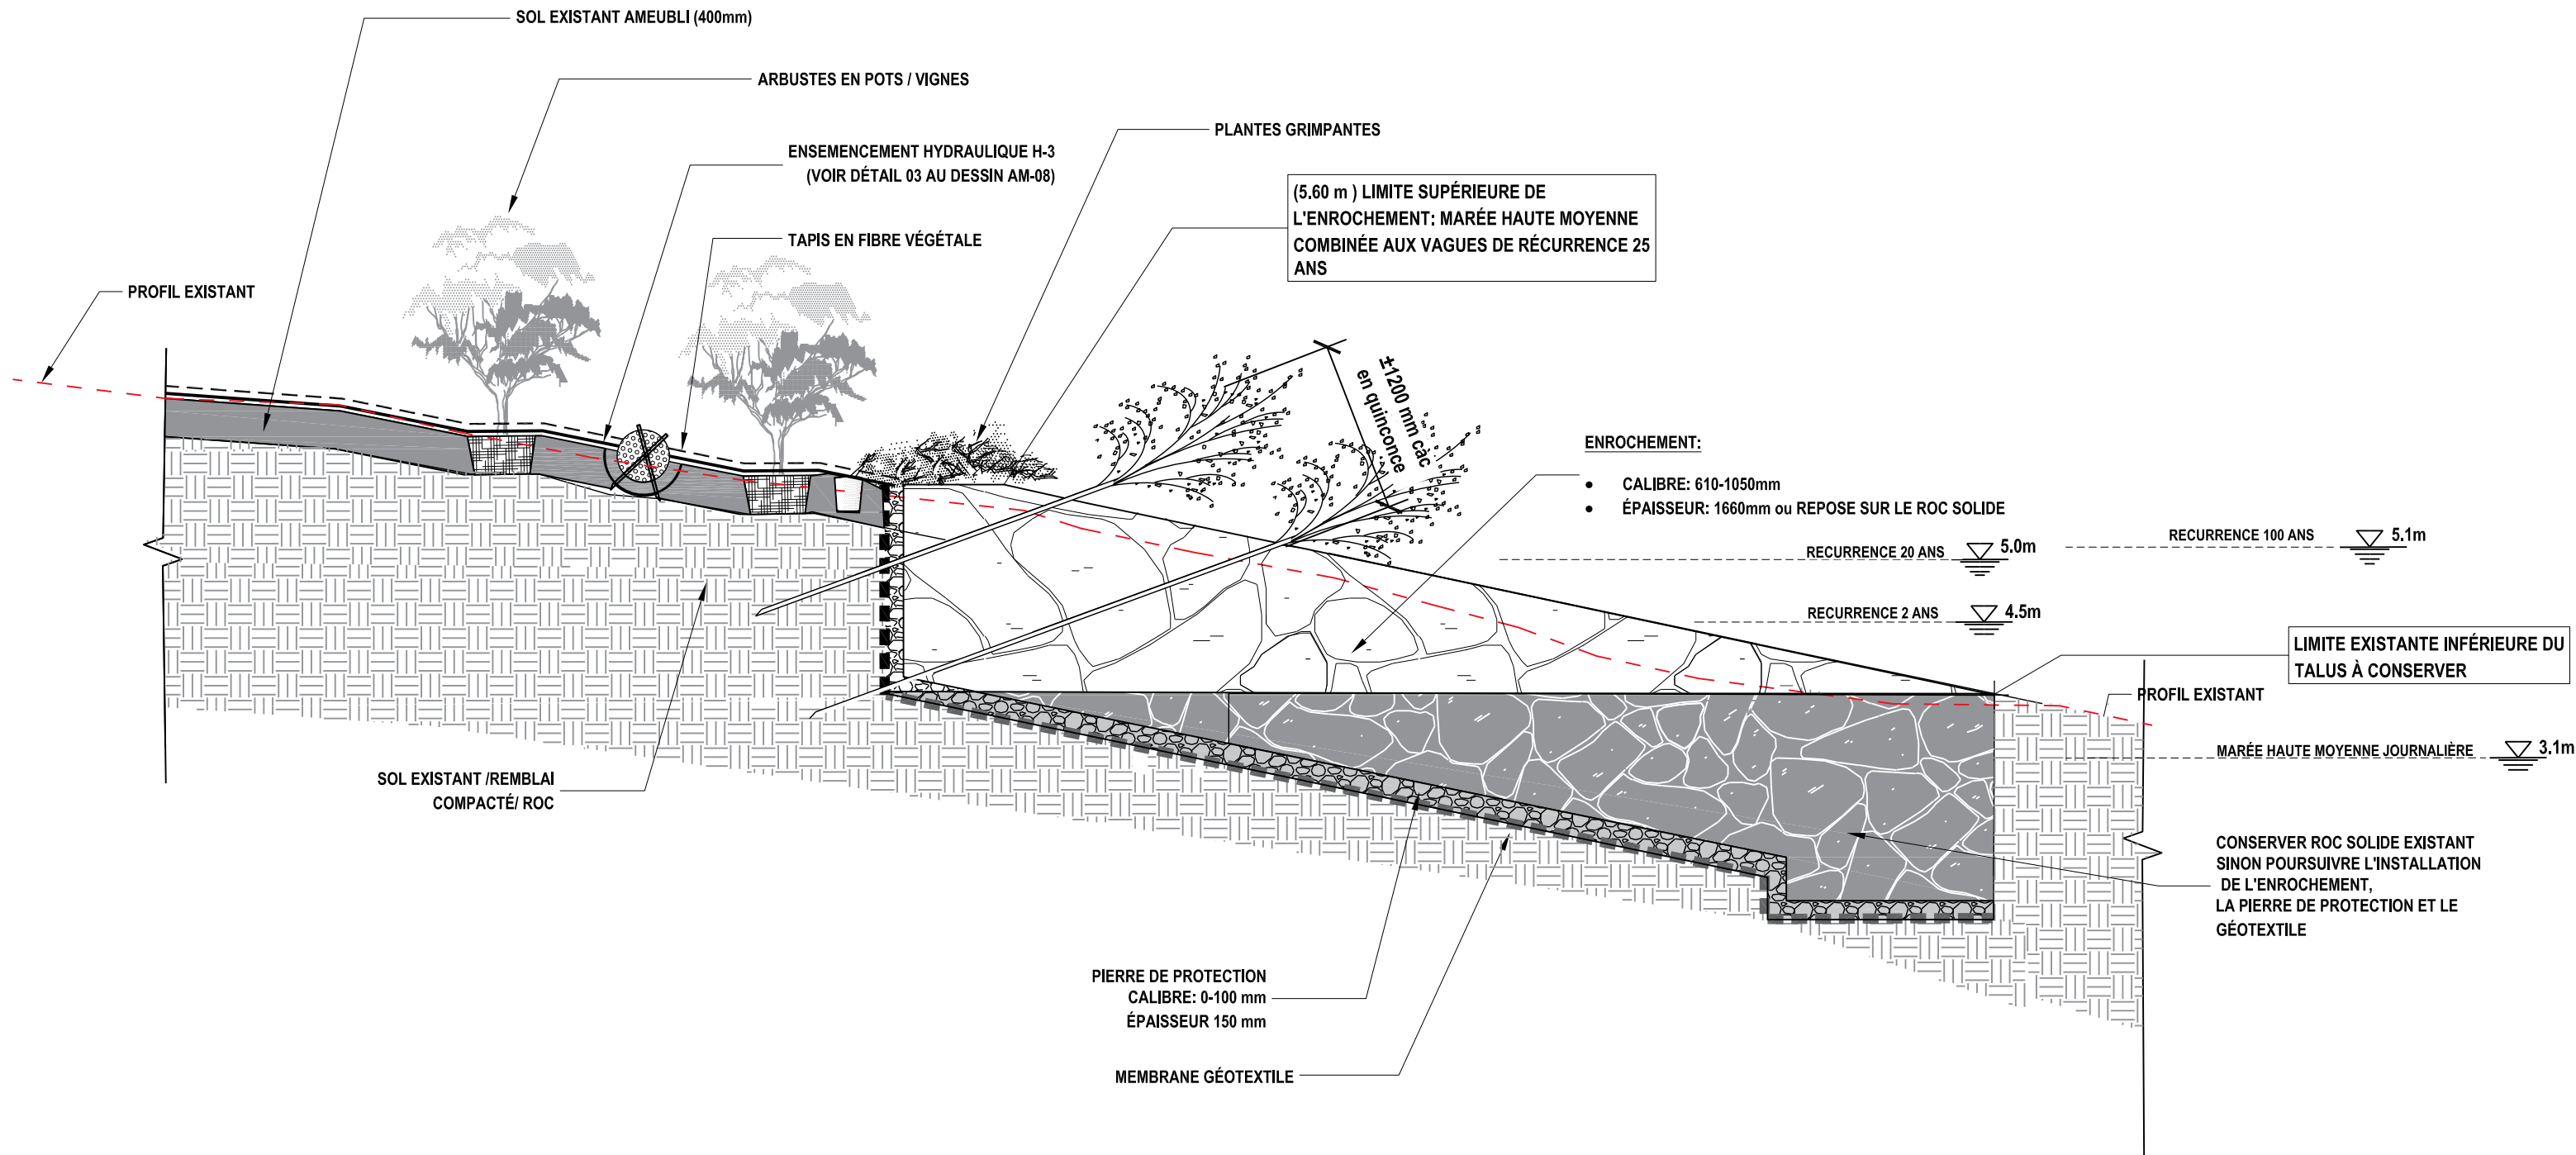 SOL EXISTANT AMEUBLI (400mm)
ARBUSTES EN POTS / VIGNES
PLANTES GRIMPANTES
ENSEMENCEMENT HYDRAULIQUE H-3
(VOIR DÉTAIL 03 AU DESSIN AM-08)
(5.60 m ) LIMITE SUPÉRIEURE DE
L'ENROCHEMENT: MARÉE HAUTE MOYENNE
COMBINÉE AUX VAGUES DE RÉCURRENCE 25
ANS
TAPIS EN FIBRE VÉGÉTALE
PROFIL EXISTANT
±1200 mm càc
en quinconce
ENROCHEMENT:
• CALIBRE: 610-1050mm
• ÉPAISSEUR: 1660mm ou REPOSE SUR LE ROC SOLIDE
RECURRENCE 100 ANS 5.1m
RECURRENCE 20 ANS 5.0m
RECURRENCE 2 ANS 4.5m
LIMITE EXISTANTE INFÉRIEURE DU
TALUS À CONSERVER
PROFIL EXISTANT
MARÉE HAUTE MOYENNE JOURNALIÈRE 3.1m
SOL EXISTANT /REMBLAI
COMPACTÉ/ ROC
CONSERVER ROC SOLIDE EXISTANT
SINON POURSUIVRE L'INSTALLATION
DE L'ENROCHEMENT,
LA PIERRE DE PROTECTION ET LE
GÉOTEXTILE
PIERRE DE PROTECTION
CALIBRE: 0-100 mm
ÉPAISSEUR 150 mm
MEMBRANE GÉOTEXTILE